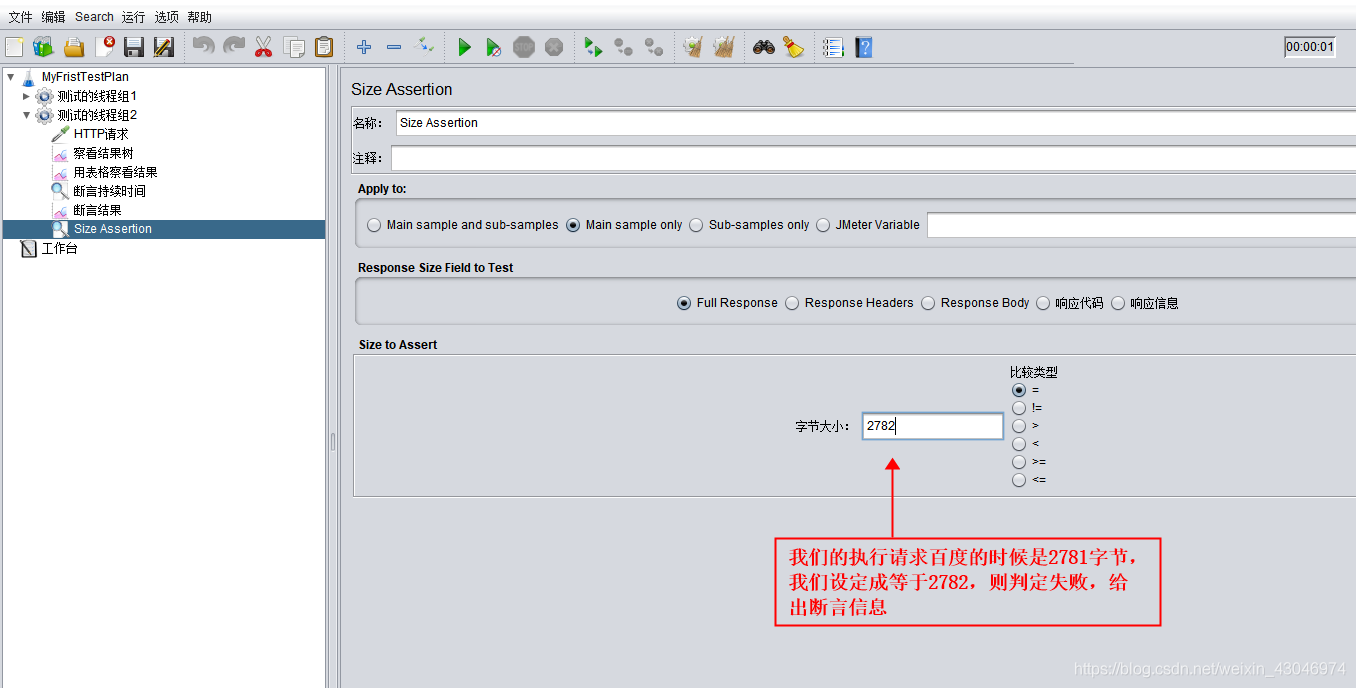 文件 编辑 Search 运行 选项 帮助
STOP
00:00:01
MyFristTestPlan
测试的线程组1
测试的线程组2
HTTP请求
察看结果树
用表格察看结果
断言持续时间
断言结果
Size Assertion
工作台
Size Assertion
名称： Size Assertion
注释：
Apply to:
Main sample and sub-samples Main sample only Sub-samples only JMeter Variable
Response Size Field to Test
Full Response Response Headers Response Body 响应代码 响应信息
Size to Assert
比较类型
=
!=
字节大小： 2782 >
<
>=
<=
我们的执行请求百度的时候是2781字节，
我们设定成等于2782，则判定失败，给
出断言信息
https://blog.csdn.net/weixin_43046974